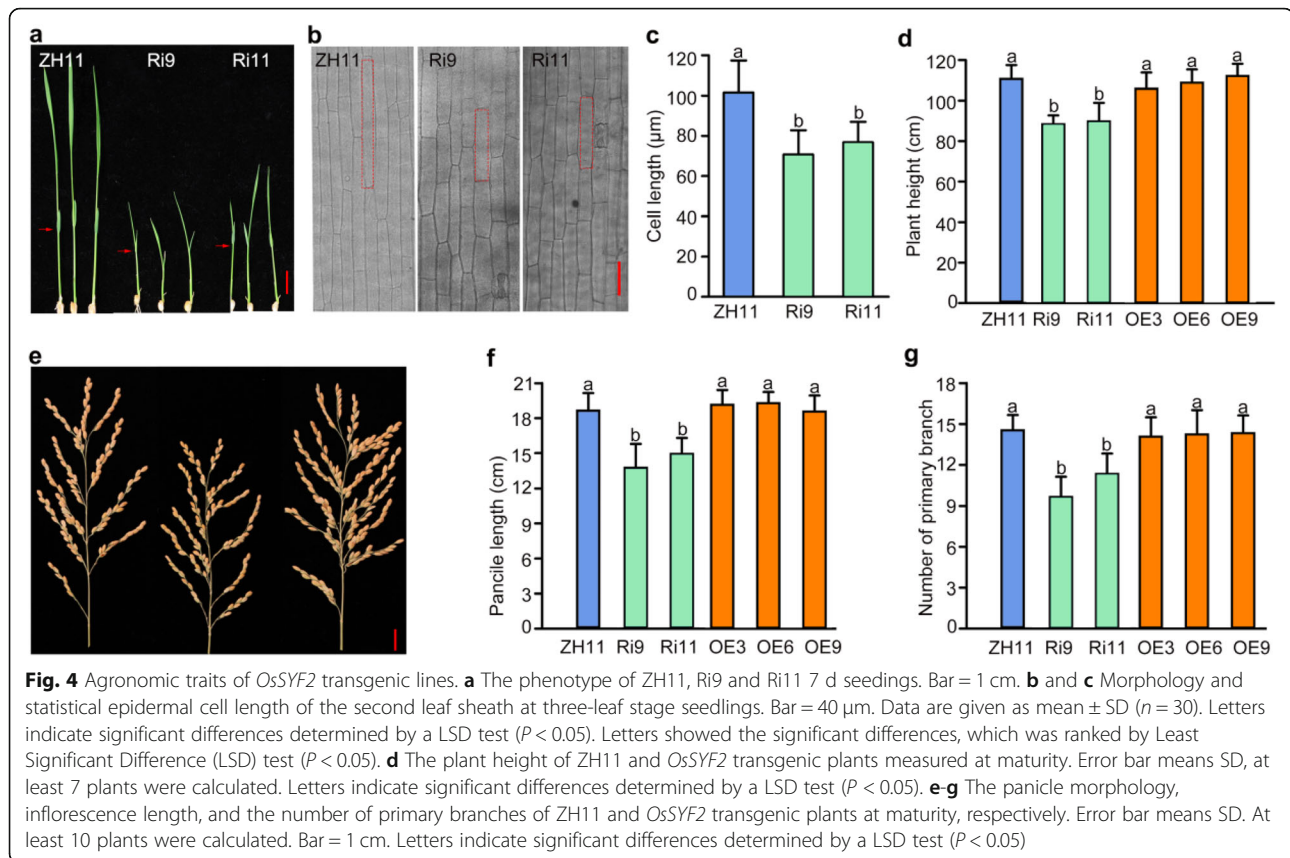 a
ZH11 Ri9 Ri11
b
ZH11 Ri9 Ri11
c
Cell length (µm)
120
100
80
60
40
20
0
a b b
ZH11 Ri9 Ri11
d
Plant height (cm)
120
100
80
60
40
20
0
a b b a a a
ZH11 Ri9 Ri11 OE3 OE6 OE9
e
f
Pancile length (cm)
21
18
15
12
9
6
3
0
a b b a a a
ZH11 Ri9 Ri11 OE3 OE6 OE9
g
Number of primary branch
18
15
12
9
6
3
0
a b b a a a
ZH11 Ri9 Ri11 OE3 OE6 OE9
Fig. 4 Agronomic traits of OsSYF2 transgenic lines. a The phenotype of ZH11, Ri9 and Ri11 7 d seedings. Bar = 1 cm. b and c Morphology and
statistical epidermal cell length of the second leaf sheath at three-leaf stage seedlings. Bar = 40 µm. Data are given as mean ± SD (n = 30). Letters
indicate significant differences determined by a LSD test (P < 0.05). Letters showed the significant differences, which was ranked by Least
Significant Difference (LSD) test (P < 0.05). d The plant height of ZH11 and OsSYF2 transgenic plants measured at maturity. Error bar means SD, at
least 7 plants were calculated. Letters indicate significant differences determined by a LSD test (P < 0.05). e-g The panicle morphology,
inflorescence length, and the number of primary branches of ZH11 and OsSYF2 transgenic plants at maturity, respectively. Error bar means SD. At
least 10 plants were calculated. Bar = 1 cm. Letters indicate significant differences determined by a LSD test (P < 0.05)